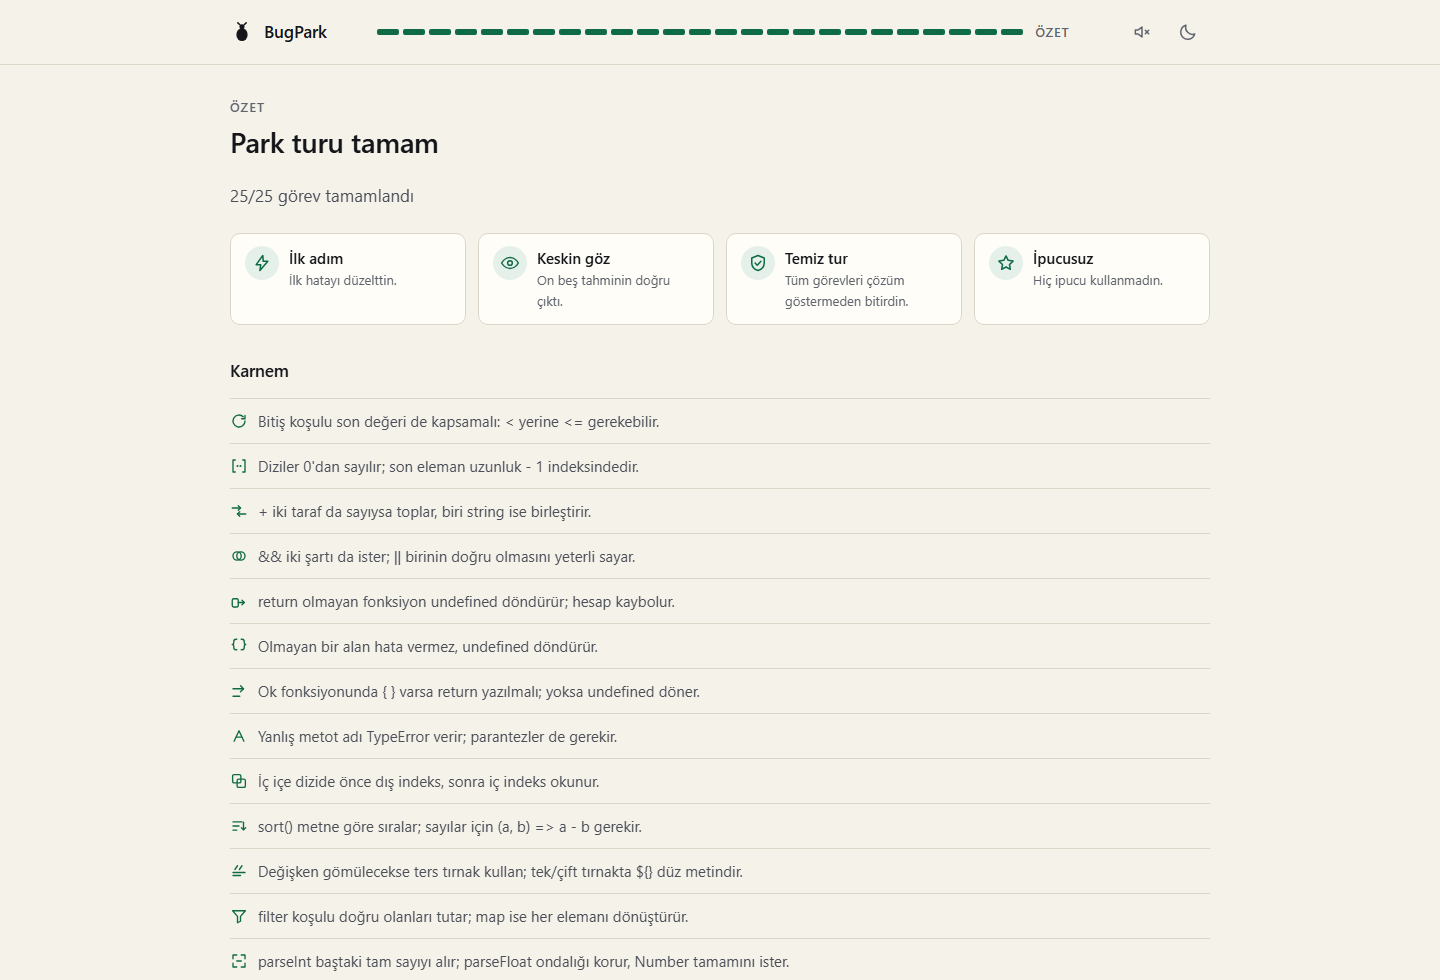 BugPark
ÖZET
ÖZET
Park turu tamam
25/25 görev tamamlandı
İlk adım
İlk hatayı düzelttin.
Keskin göz
On beş tahminin doğru
çıktı.
Temiz tur
Tüm görevleri çözüm
göstermeden bitirdin.
İpucusuz
Hiç ipucu kullanmadın.
Karnem
Bitiş koşulu son değeri de kapsamalı: < yerine <= gerekebilir.
Diziler 0'dan sayılır; son eleman uzunluk - 1 indeksindedir.
+ iki taraf da sayıysa toplar, biri string ise birleştirir.
&& iki şartı da ister; || birinin doğru olmasını yeterli sayar.
return olmayan fonksiyon undefined döndürür; hesap kaybolur.
Olmayan bir alan hata vermez, undefined döndürür.
Ok fonksiyonunda { } varsa return yazılmalı; yoksa undefined döner.
Yanlış metot adı TypeError verir; parantezler de gerekir.
İç içe dizide önce dış indeks, sonra iç indeks okunur.
sort() metne göre sıralar; sayılar için (a, b) => a - b gerekir.
Değişken gömülecekse ters tırnak kullan; tek/çift tırnakta ${} düz metindir.
filter koşulu doğru olanları tutar; map ise her elemanı dönüştürür.
parseInt baştaki tam sayıyı alır; parseFloat ondalığı korur, Number tamamını ister.